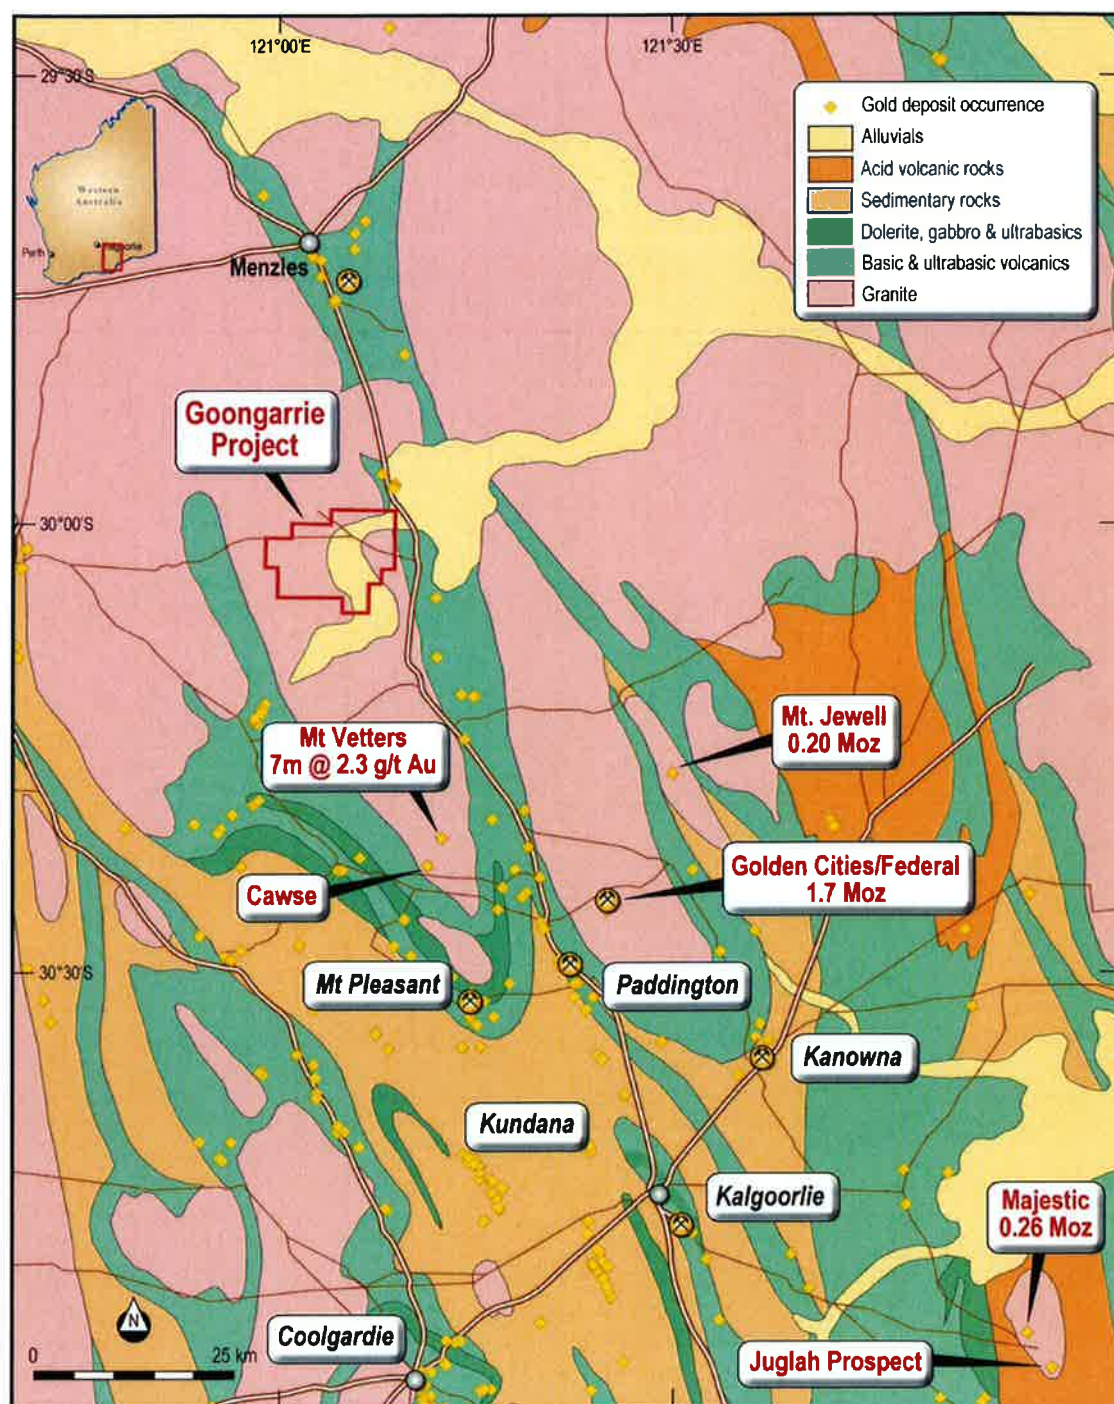 121°00'E
121°30'E
29°30'S
Gold deposit occurrence
Alluvials
Acid volcanic rocks
Sedimentary rocks
Dolerite, gabbro & ultrabasics
Basic & ultrabasic volcanics
Granite
Western
Australia
Perth
Menzies
Goongarrie
Project
30°00'S
Mt Vetters
7m @ 2.3 g/t Au
Mt. Jewell
0.20 Moz
Cawse
Golden Cities/Federal
1.7 Moz
30°30'S
Mt Pleasant
Paddington
Kanowna
Kundana
Kalgoorlie
Majestic
0.26 Moz
N
Coolgardie
0
25 km
Juglah Prospect